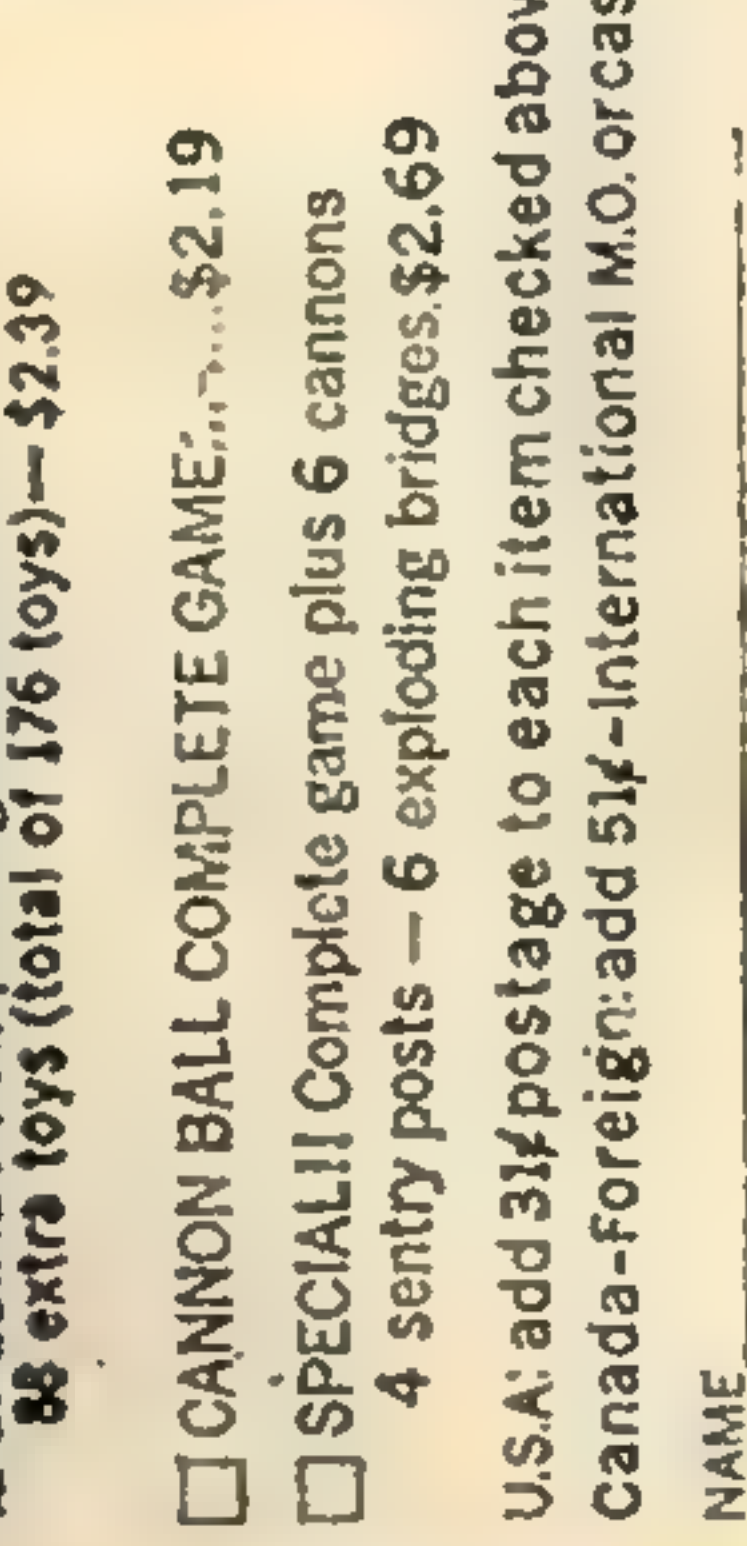 88 extra toys (total of 176 toys)— $2.39
☐ CANNON BALL COMPLETE GAME.......$2.19
☐ SPECIAL!! Complete game plus 6 cannons
4 sentry posts — 6 exploding bridges.$2.69
U.S.A: add 31¢ postage to each item checked abov
Canada-Foreign: add 51¢-International M.O. or cas
NAME